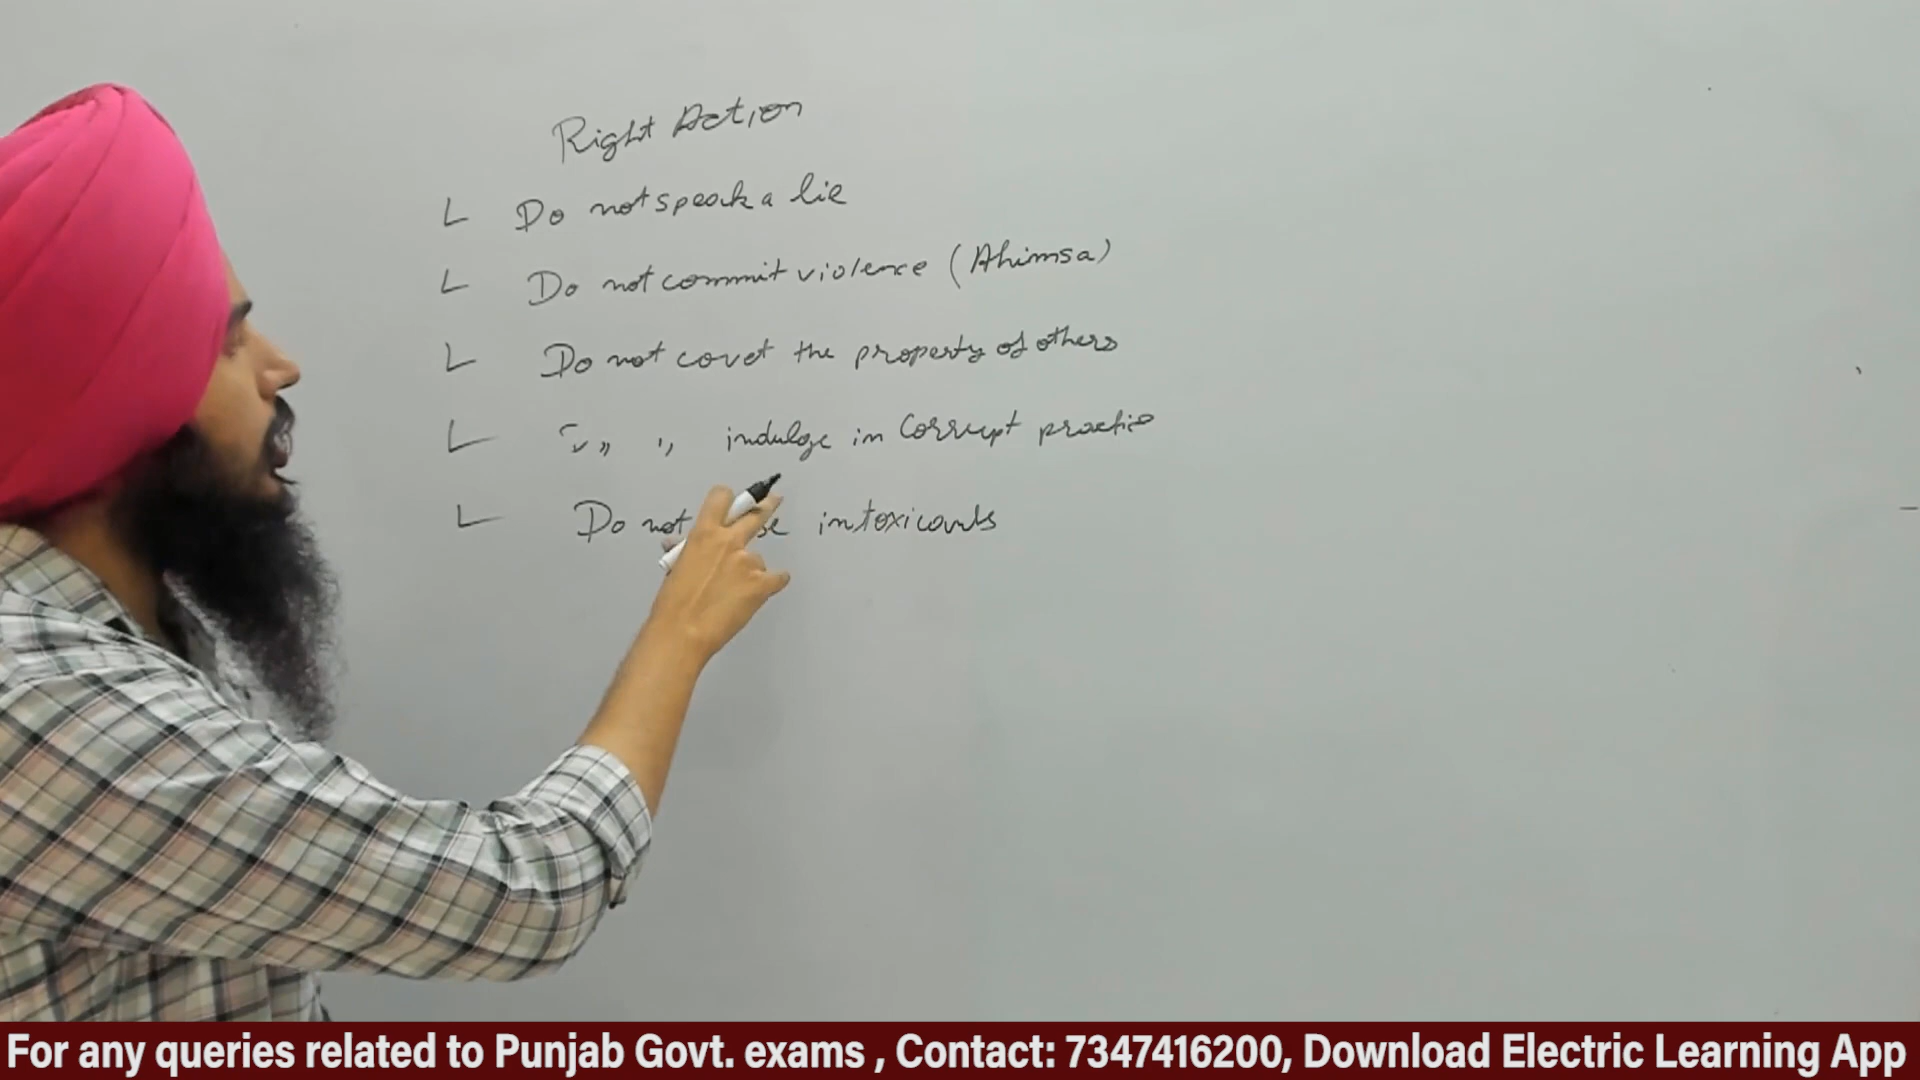 Right Action
Do not speak a lie
Do not commit violence (Ahimsa)
Do not covet the property of others
" " indulge in Corrupt practice
Do not use intoxicants
For any queries related to Punjab Govt. exams , Contact: 7347416200, Download Electric Learning App